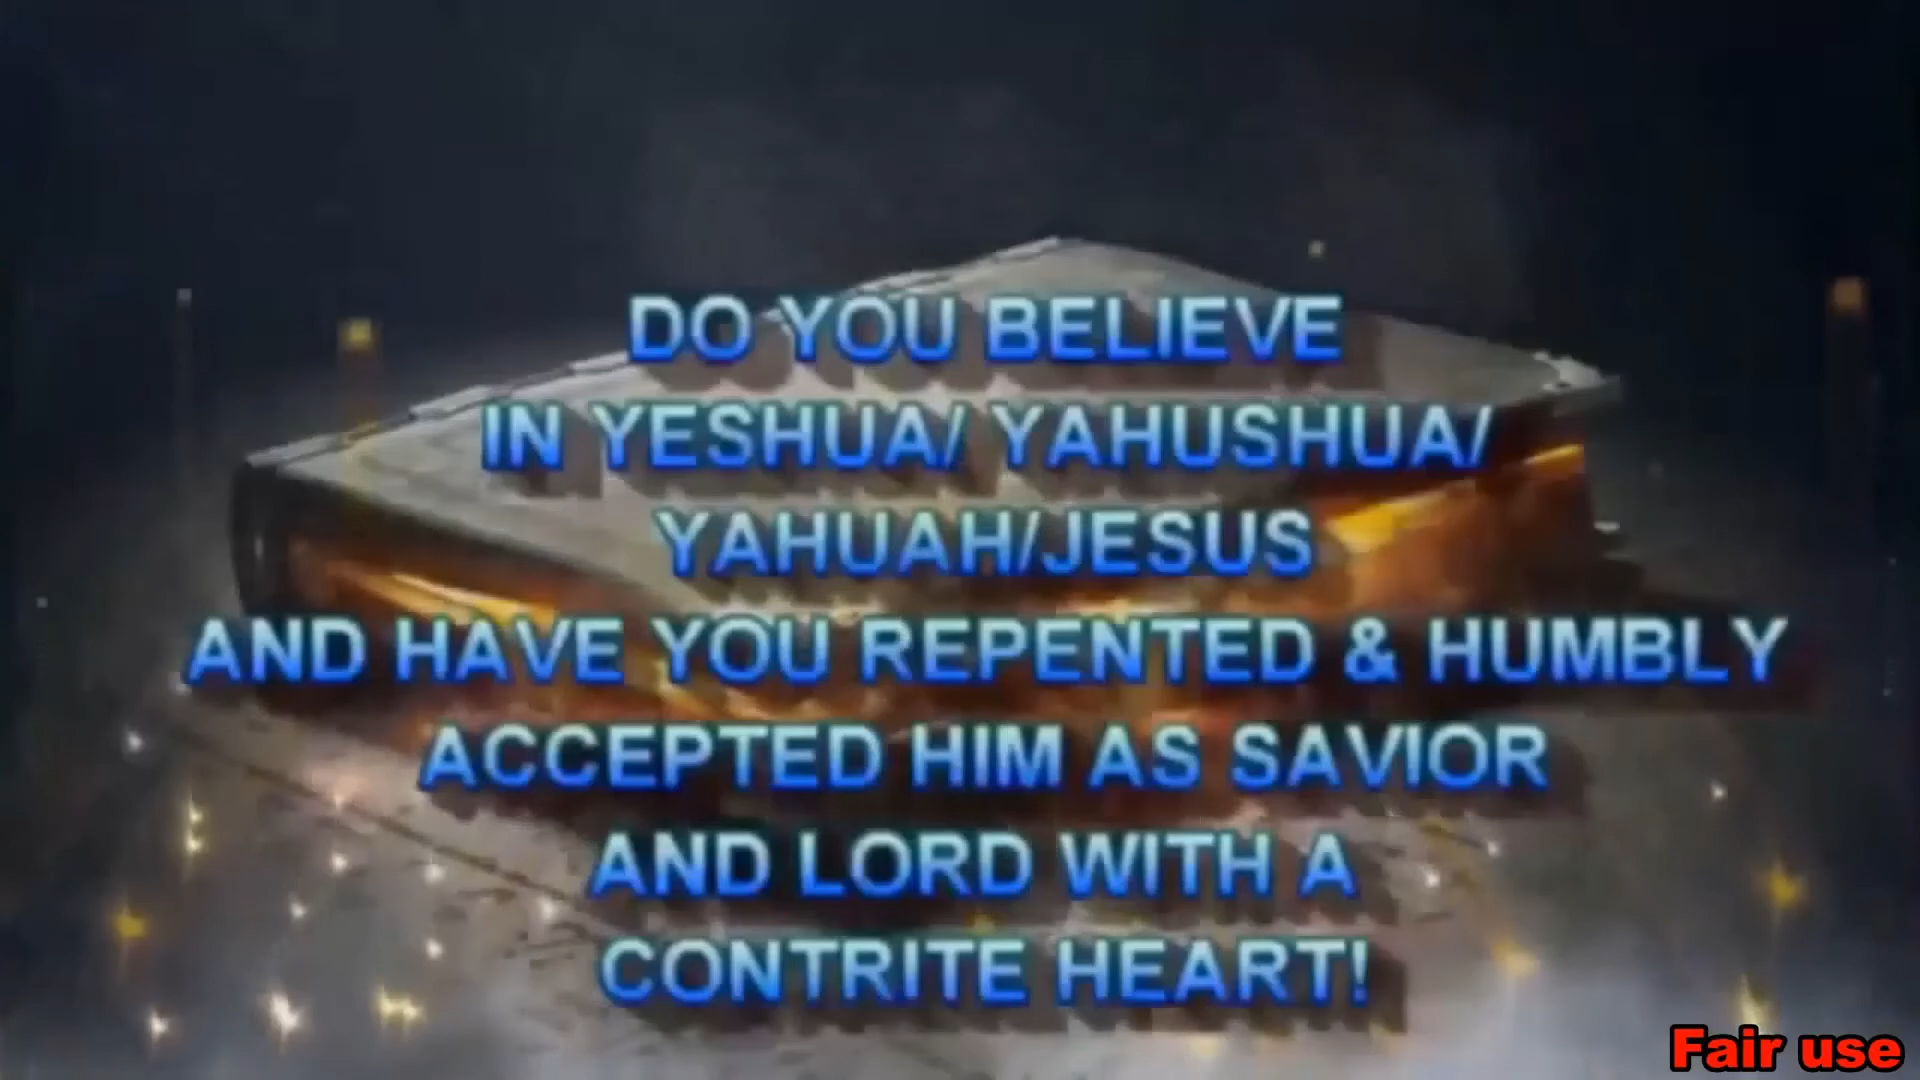 DO YOU BELIEVE
IN YESHUA/ YAHUSHUA/
YAHUAH/JESUS
AND HAVE YOU REPENTED & HUMBLY
ACCEPTED HIM AS SAVIOR
AND LORD WITH A
CONTRITE HEART!
Fair use